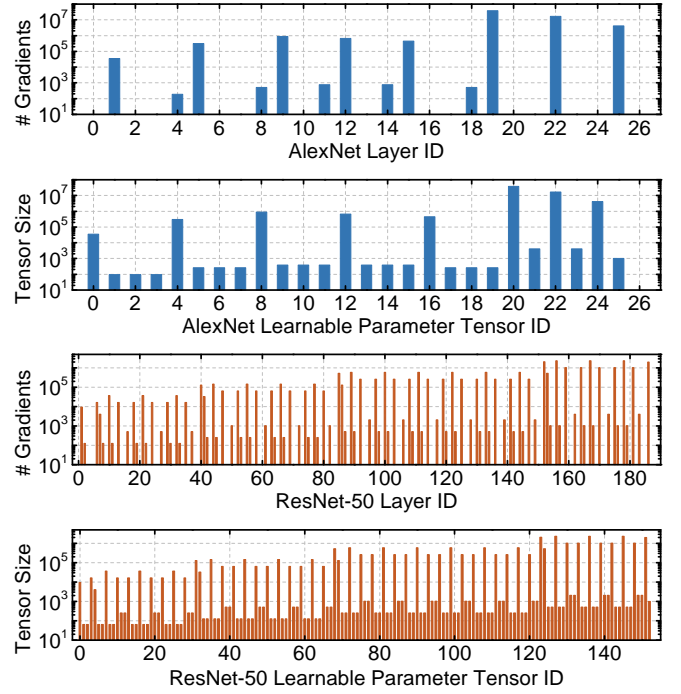 # Gradients
10^7
10^5
10^3
10^1
0 2 4 6 8 10 12 14 16 18 20 22 24 26
AlexNet Layer ID
Tensor Size
10^7
10^5
10^3
10^1
0 2 4 6 8 10 12 14 16 18 20 22 24 26
AlexNet Learnable Parameter Tensor ID
# Gradients
10^5
10^3
10^1
0 20 40 60 80 100 120 140 160 180
ResNet-50 Layer ID
Tensor Size
10^5
10^3
10^1
0 20 40 60 80 100 120 140
ResNet-50 Learnable Parameter Tensor ID